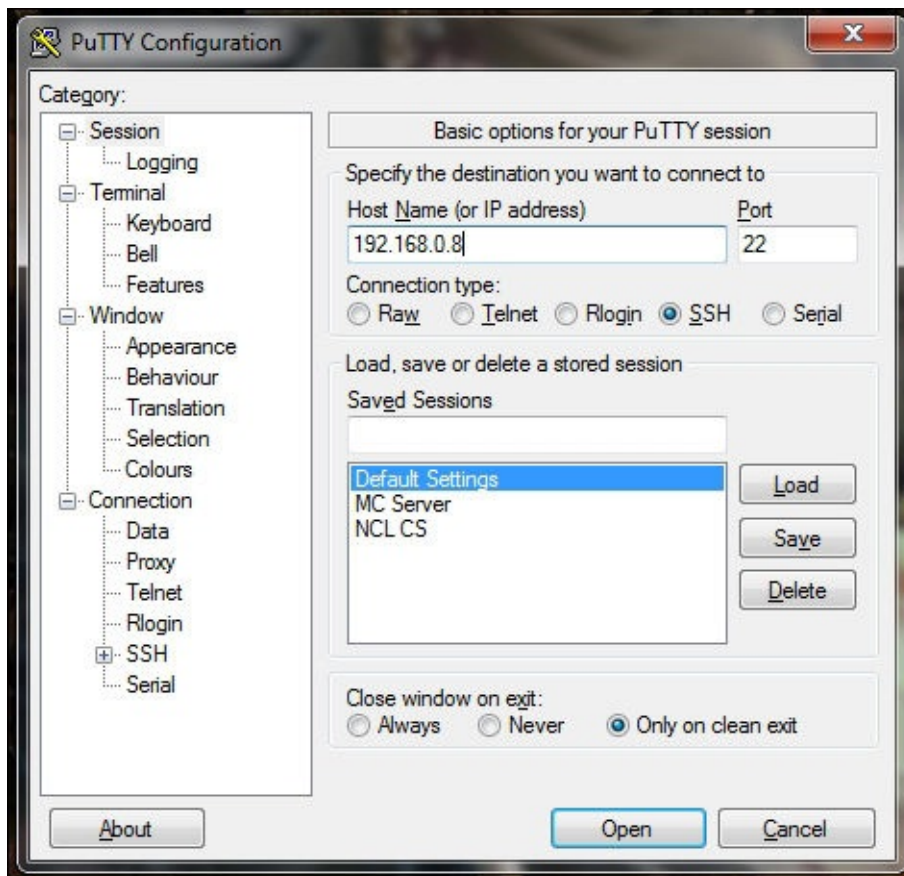 PuTTY Configuration
Category:
Session
Logging
Terminal
Keyboard
Bell
Features
Window
Appearance
Behaviour
Translation
Selection
Colours
Connection
Data
Proxy
Telnet
Rlogin
SSH
Serial
Basic options for your PuTTY session
Specify the destination you want to connect to
Host Name (or IP address) Port
192.168.0.8 22
Connection type:
Raw Telnet Rlogin SSH Serial
Load, save or delete a stored session
Saved Sessions
Default Settings
MC Server
NCL CS
Load
Save
Delete
Close window on exit:
Always Never Only on clean exit
About Open Cancel